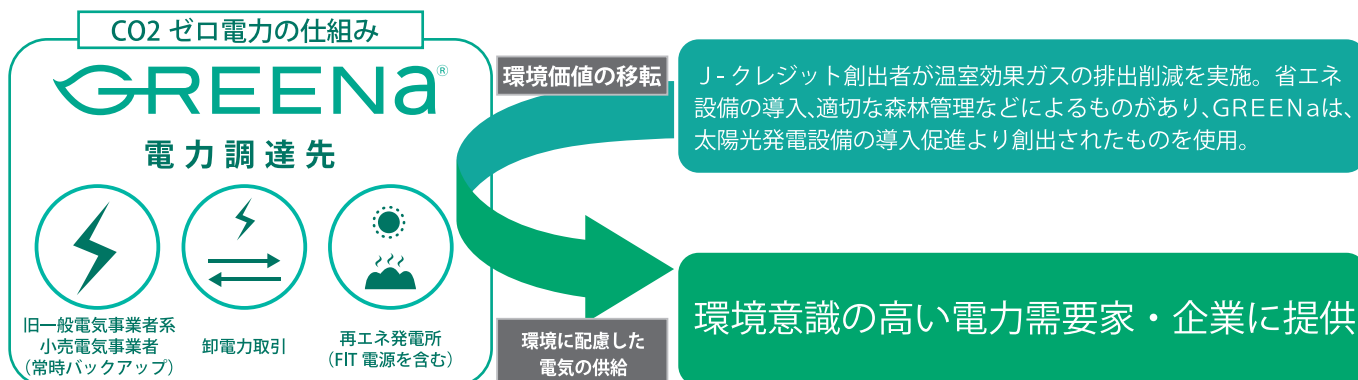 CO2 ゼロ電力の仕組み
GREENa®
電力調達先
旧一般電気事業者系
小売電気事業者
（常時バックアップ）
卸電力取引
再エネ発電所
（FIT 電源を含む）
環境価値の移転
J-クレジット創出者が温室効果ガスの排出削減を実施。省エネ
設備の導入、適切な森林管理などによるものがあり、GREENaは、
太陽光発電設備の導入促進より創出されたものを使用。
環境に配慮した
電気の供給
環境意識の高い電力需要家・企業に提供